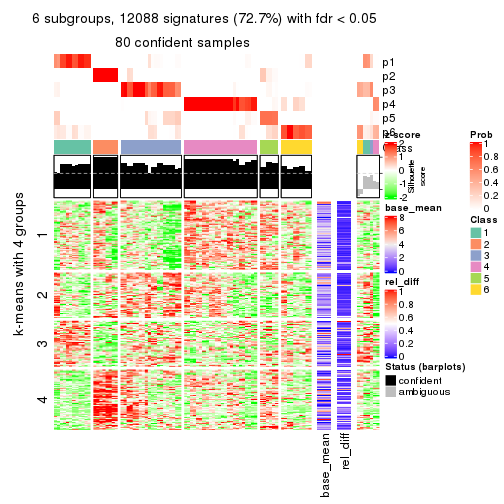 6 subgroups, 12088 signatures (72.7%) with fdr < 0.05
80 confident samples
p1
p2
p3
p4
p5
p6
Class
Silhouette
score
z-score
2
1
0
-1
-2
base_mean
8
6
4
2
0
rel_diff
1
0.8
0.6
0.4
0.2
0
Status (barplots)
confident
ambiguous
Prob
1
0.8
0.6
0.4
0.2
0
Class
1
2
3
4
5
6
k-means with 4 groups
1
2
3
4
base_mean
rel_diff